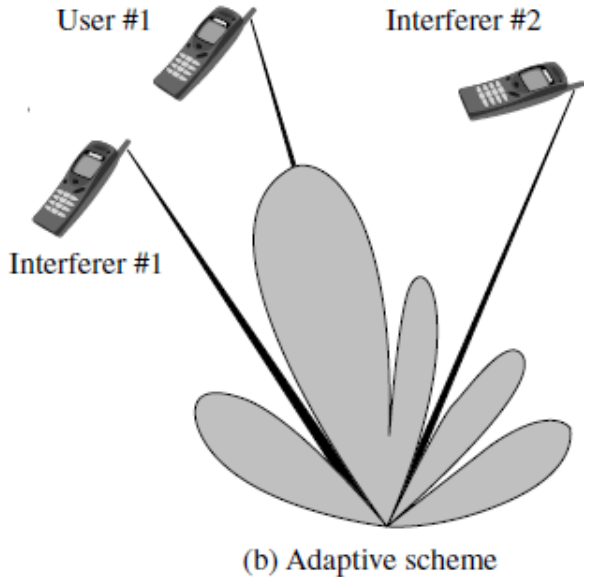 User #1
Interferer #2
Interferer #1
(b) Adaptive scheme